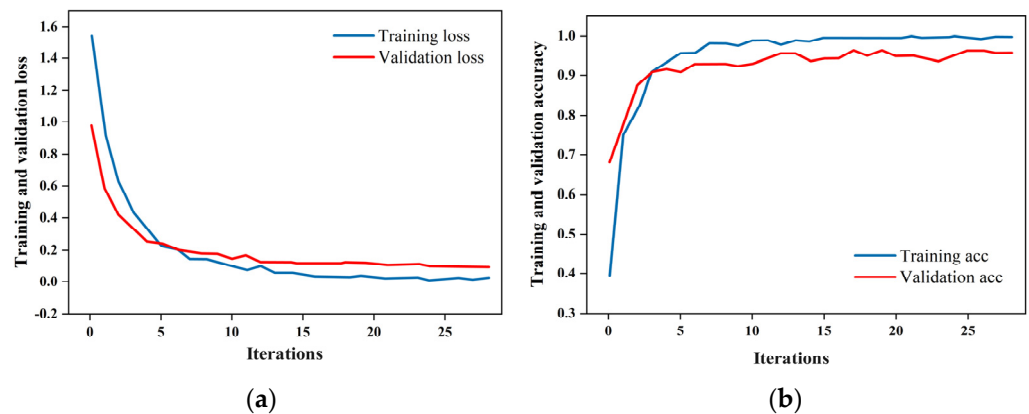 Training and validation loss
1.6
1.4
1.2
1.0
0.8
0.6
0.4
0.2
0.0
-0.2
Training loss
Validation loss
0 5 10 15 20 25
Iterations
(a)
Training and validation accuracy
1.0
0.9
0.8
0.7
0.6
0.5
0.4
0.3
Training acc
Validation acc
0 5 10 15 20 25
Iterations
(b)